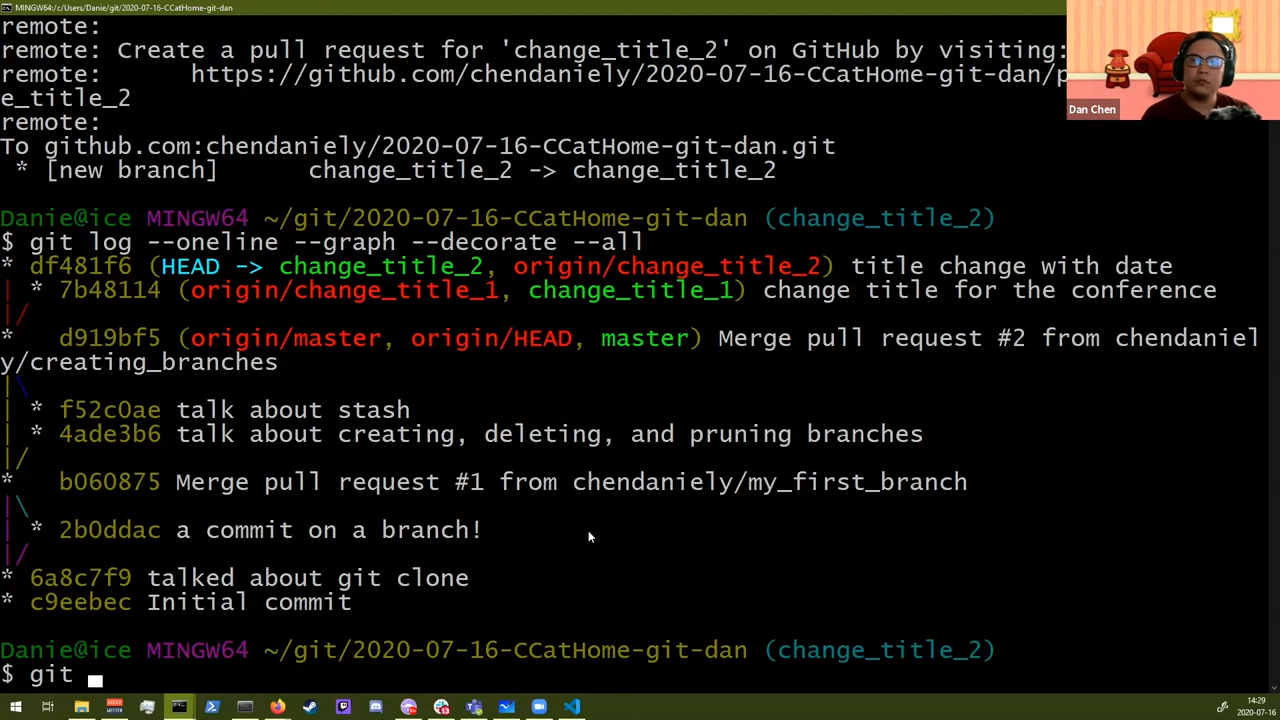 MINGW64:/c/Users/Danie/git/2020-07-16-CCatHome-git-dan
remote:
remote: Create a pull request for 'change_title_2' on GitHub by visiting:
remote:      https://github.com/chendaniely/2020-07-16-CCatHome-git-dan/p
e_title_2
remote:
To github.com:chendaniely/2020-07-16-CCatHome-git-dan.git
 * [new branch]      change_title_2 -> change_title_2
Danie@ice MINGW64 ~/git/2020-07-16-CCatHome-git-dan (change_title_2)
$ git log --oneline --graph --decorate --all
* df481f6 (HEAD -> change_title_2, origin/change_title_2) title change with date
| * 7b48114 (origin/change_title_1, change_title_1) change title for the conference
|/
*   d919bf5 (origin/master, origin/HEAD, master) Merge pull request #2 from chendaniel
y/creating_branches
|\
| * f52c0ae talk about stash
| * 4ade3b6 talk about creating, deleting, and pruning branches
|/
*   b060875 Merge pull request #1 from chendaniely/my_first_branch
|\
| * 2b0ddac a commit on a branch!
|/
* 6a8c7f9 talked about git clone
* c9eebec Initial commit
Danie@ice MINGW64 ~/git/2020-07-16-CCatHome-git-dan (change_title_2)
$ git
Dan Chen
14:29
2020-07-16